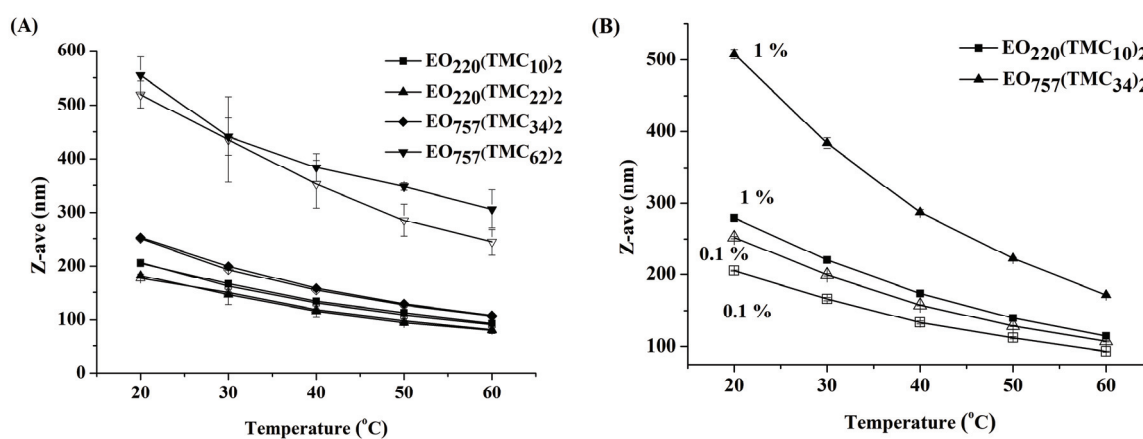 (A)
600
500
400
300
200
100
0
Z-ave (nm)
20
30
40
50
60
Temperature (°C)
EO220(TMC10)2
EO220(TMC22)2
EO757(TMC34)2
EO757(TMC62)2
(B)
500
400
300
200
100
Z-ave (nm)
20
30
40
50
60
Temperature (°C)
1 %
1 %
0.1 %
0.1 %
EO220(TMC10)2
EO757(TMC34)2